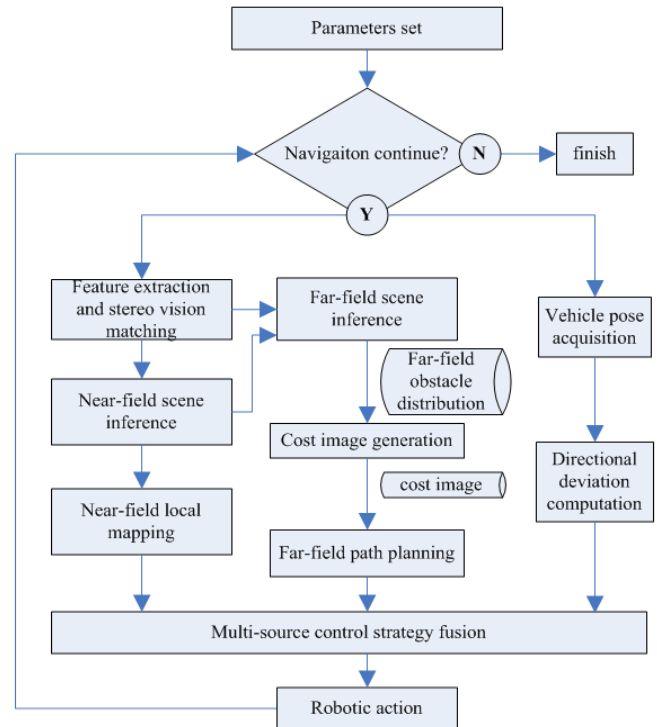 Parameters set
Navigaiton continue?
N
finish
Y
Feature extraction
and stereo vision
matching
Far-field scene
inference
Vehicle pose
acquisition
Far-field
obstacle
distribution
Near-field scene
inference
Cost image generation
Directional
deviation
computation
cost image
Near-field local
mapping
Far-field path planning
Multi-source control strategy fusion
Robotic action